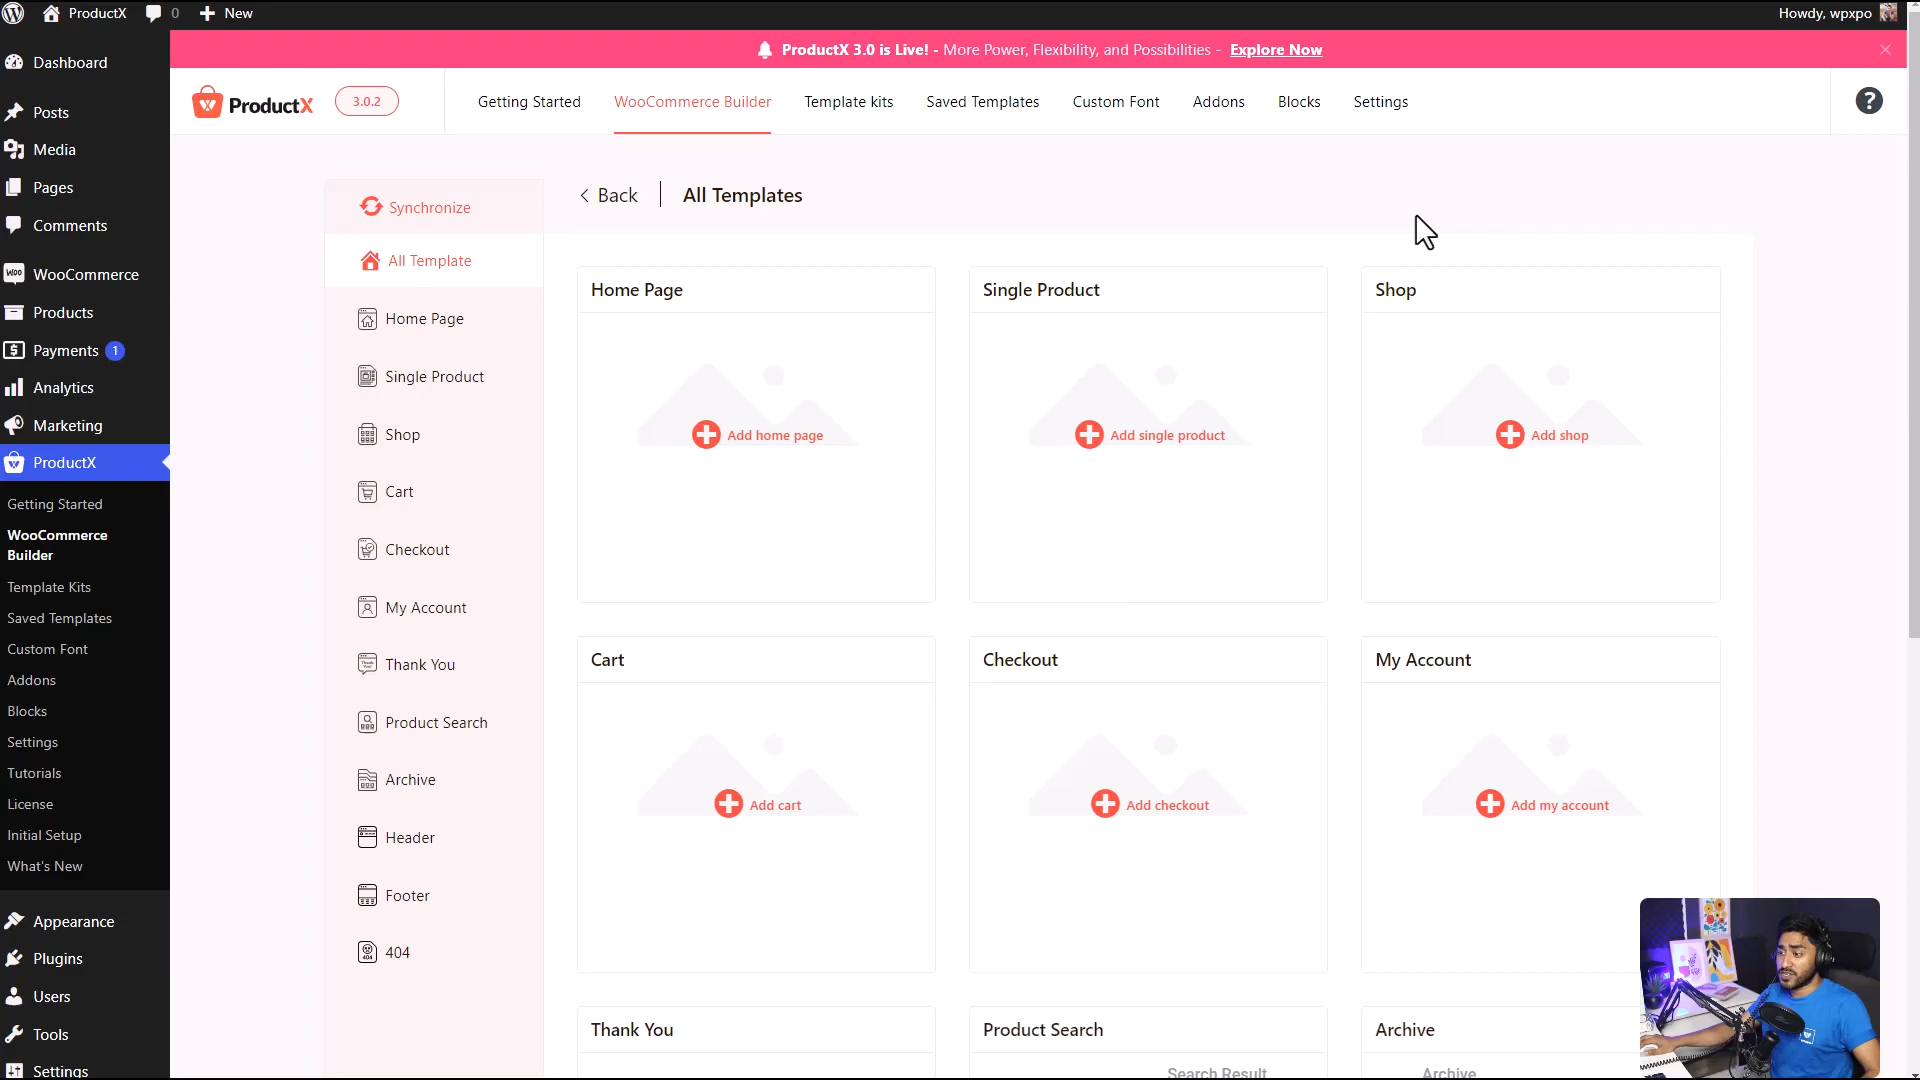 ProductX
0
New
Howdy, wpxpo
ProductX 3.0 is Live! - More Power, Flexibility, and Possibilities - Explore Now
Dashboard
Posts
Media
Pages
Comments
WooCommerce
Products
Payments 1
Analytics
Marketing
ProductX
Getting Started
WooCommerce
Builder
Template Kits
Saved Templates
Custom Font
Addons
Blocks
Settings
Tutorials
License
Initial Setup
What's New
Appearance
Plugins
Users
Tools
Settings
ProductX 3.0.2
Getting Started
WooCommerce Builder
Template kits
Saved Templates
Custom Font
Addons
Blocks
Settings
?
Synchronize
All Template
Home Page
Single Product
Shop
Cart
Checkout
My Account
Thank You
Product Search
Archive
Header
Footer
404
Back
All Templates
Home Page
Add home page
Single Product
Add single product
Shop
Add shop
Cart
Add cart
Checkout
Add checkout
My Account
Add my account
Thank You
Product Search
Search Result
Archive
Archive